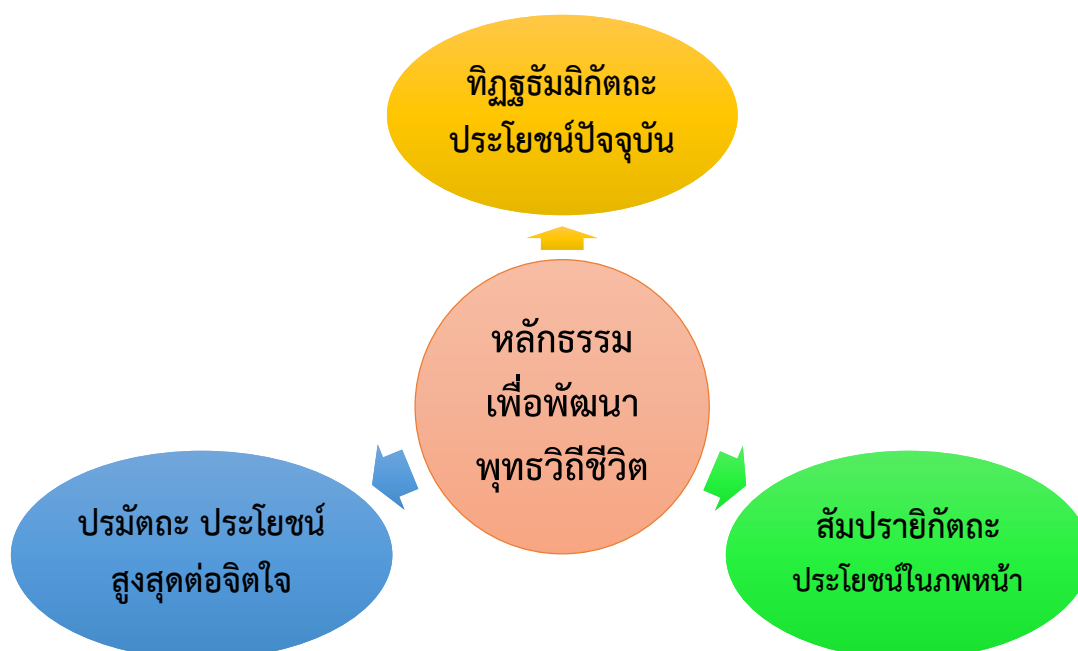 ทิฏฐธัมมิกัตถะ
ประโยชน์ปัจจุบัน
หลักธรรม
เพื่อพัฒนา
พุทธวิถีชีวิต
ปรมัตถะ ประโยชน์
สูงสุดต่อจิตใจ
สัมปรายิกัตถะ
ประโยชน์ในภพหน้า